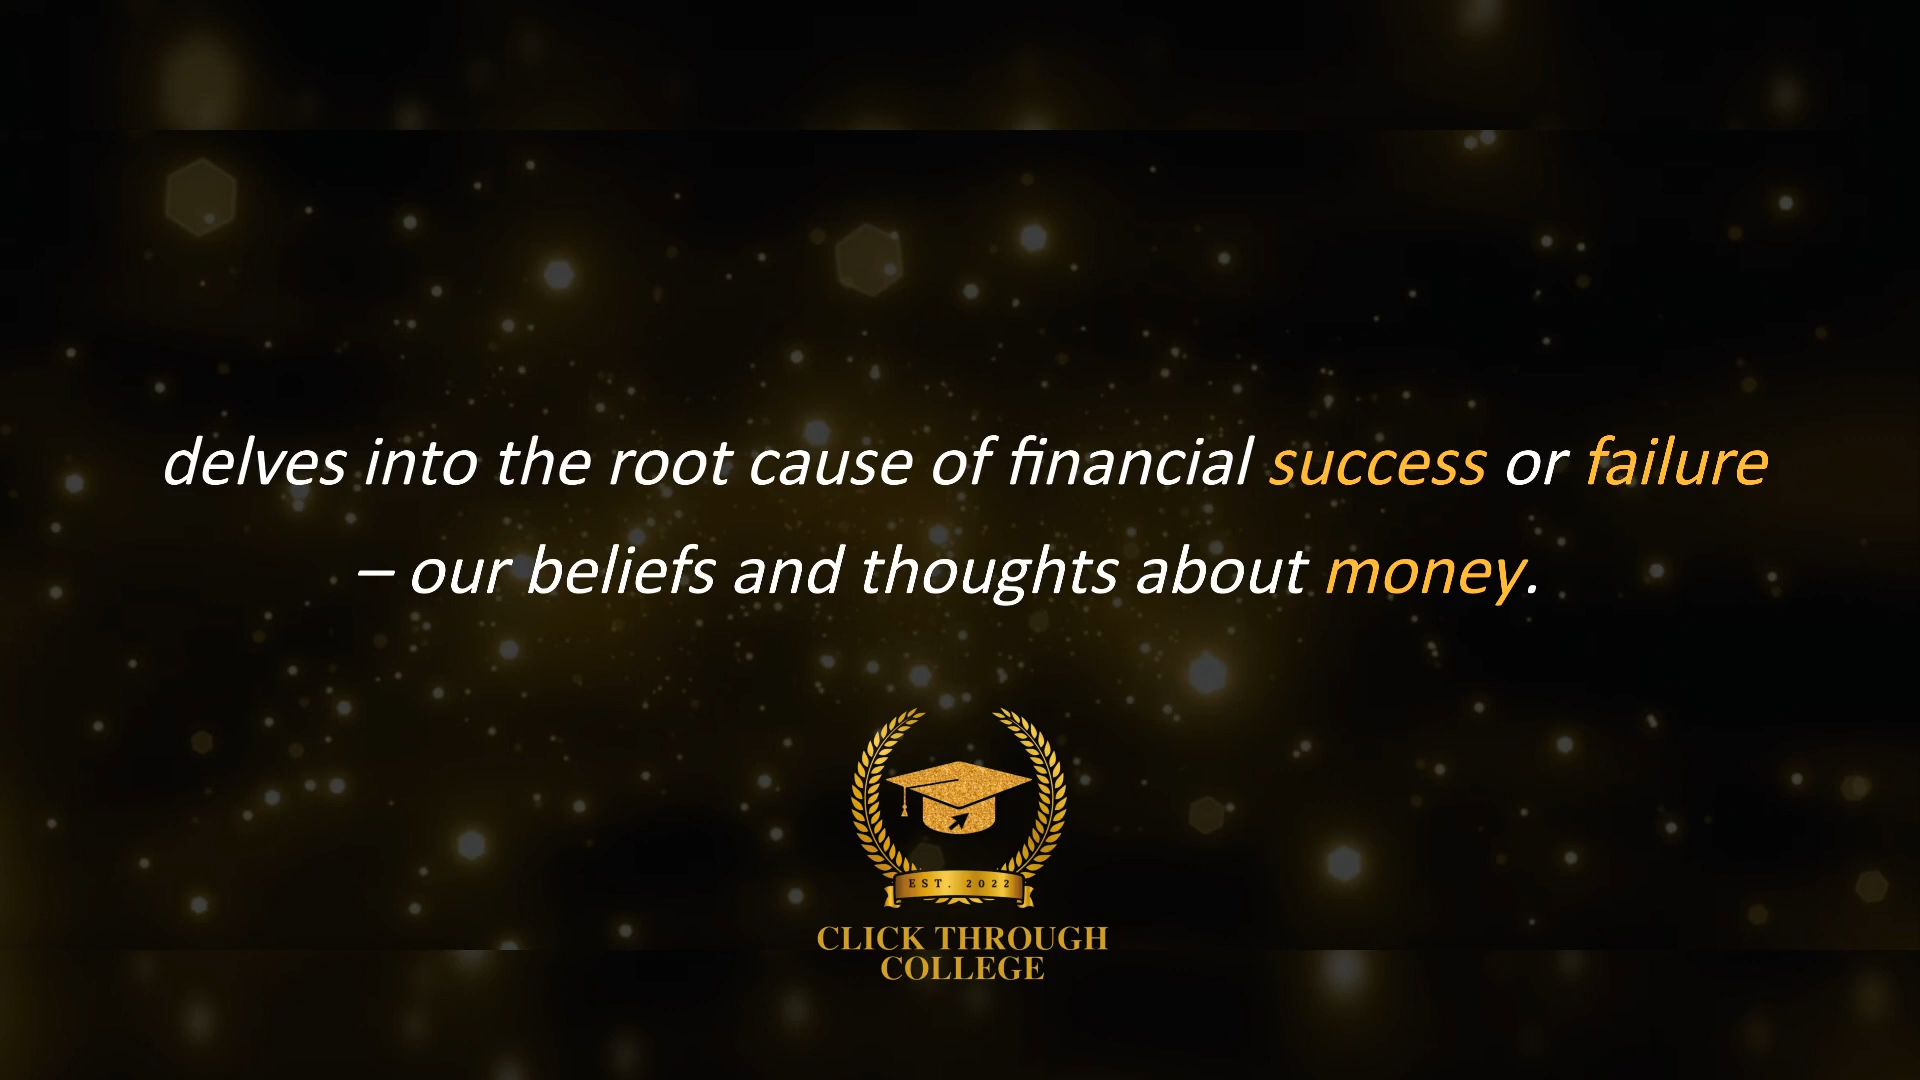 delves into the root cause of financial success or failure
– our beliefs and thoughts about money.
EST. 2022
CLICK THROUGH
COLLEGE